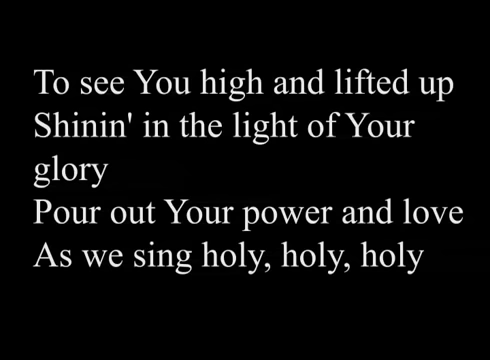 To see You high and lifted up
Shinin' in the light of Your
glory
Pour out Your power and love
As we sing holy, holy, holy